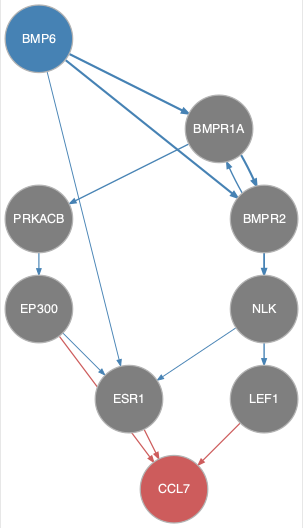 BMP6
BMPR1A
PRKACB
BMPR2
EP300
NLK
ESR1
LEF1
CCL7